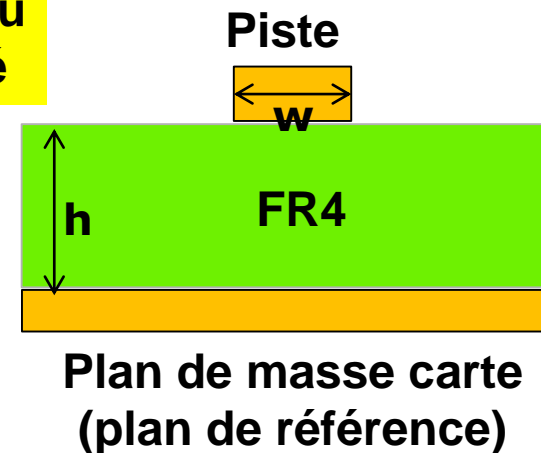 u
é
Piste
w
h
FR4
Plan de masse carte
(plan de référence)